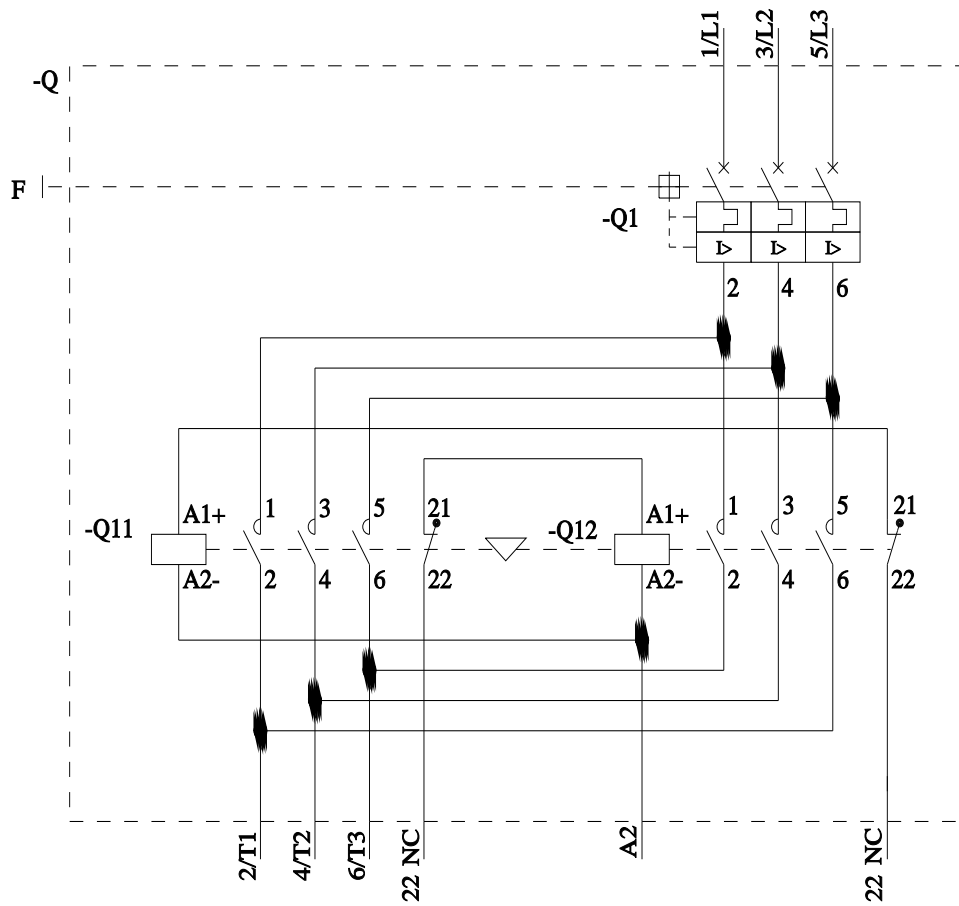 1/L1 3/L2 5/L3
-Q
F
-Q1
I> I> I>
2 4 6
1 3 5 21 1 3 5 21
-Q11 A1+ -Q12 A1+
A2- 2 4 6 22 A2- 2 4 6 22
2/T1 4/T2 6/T3 22 NC A2 22 NC